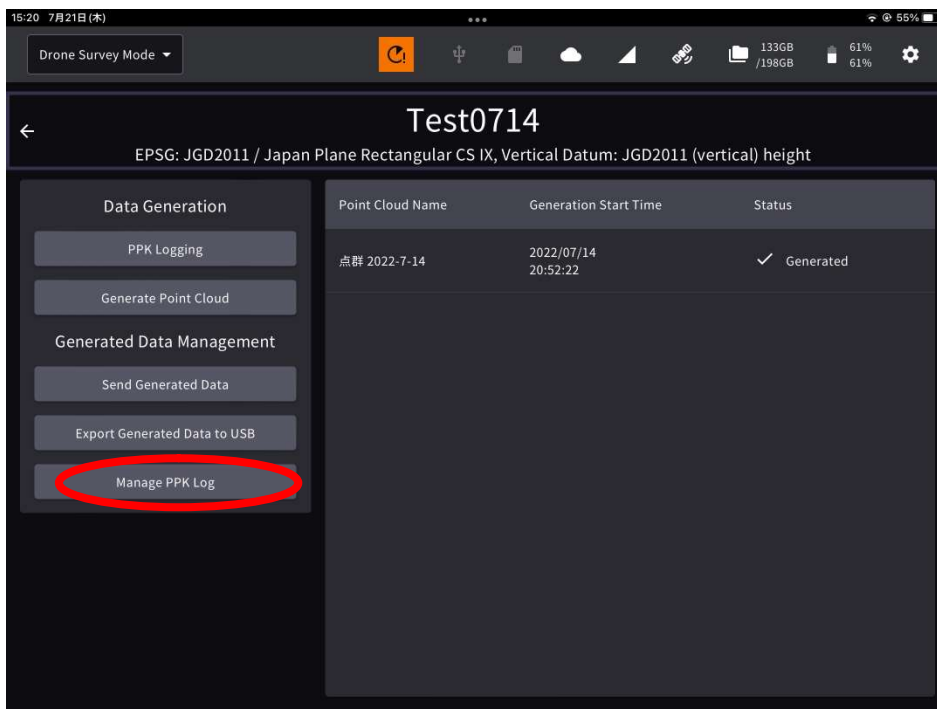 15:20 7月21日(木)
55%
Drone Survey Mode
133GB
/198GB
61%
61%
Test0714
EPSG: JGD2011 / Japan Plane Rectangular CS IX, Vertical Datum: JGD2011 (vertical) height
Data Generation
PPK Logging
Generate Point Cloud
Generated Data Management
Send Generated Data
Export Generated Data to USB
Manage PPK Log
Point Cloud Name
Generation Start Time
Status
点群 2022-7-14
2022/07/14
20:52:22
Generated